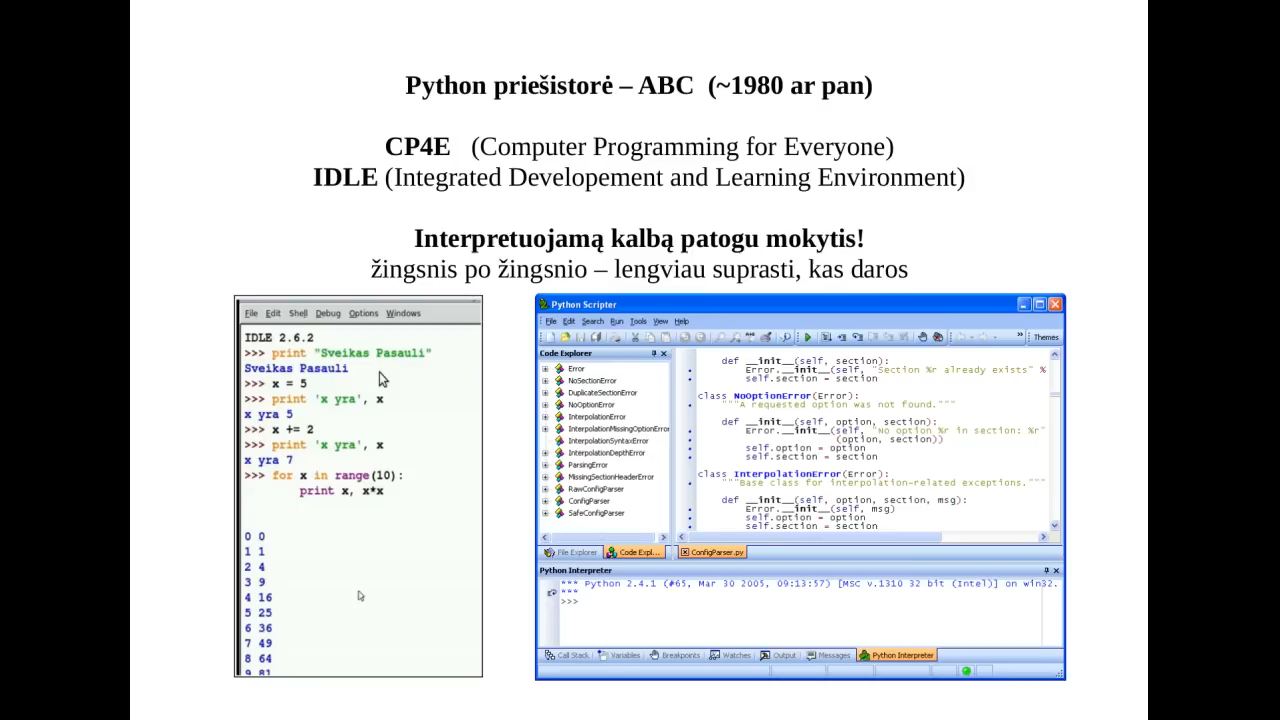 Python priešistorė – ABC (~1980 ar pan)
CP4E (Computer Programming for Everyone)
IDLE (Integrated Developement and Learning Environment)
Interpretuojamą kalbą patogu mokytis!
žingsnis po žingsnio – lengviau suprasti, kas daros
File Edit Shell Debug Options Windows
IDLE 2.6.2
>>> print "Sveikas Pasauli"
Sveikas Pasauli
>>> x = 5
>>> print 'x yra', x
x yra 5
>>> x += 2
>>> print 'x yra', x
x yra 7
>>> for x in range(10):
print x, x*x
0 0
1 1
2 4
3 9
4 16
5 25
6 36
7 49
8 64
9 81
Python Scripter
File Edit Search Run Tools View Help
Themes
Code Explorer
Error
NoSectionError
DuplicateSectionError
NoOptionError
InterpolationError
InterpolationMissingOptionError
InterpolationSyntaxError
InterpolationDepthError
ParsingError
MissingSectionHeaderError
RawConfigParser
ConfigParser
SafeConfigParser
File Explorer Code Expl...
def __init__(self, section):
Error.__init__(self, "Section %r already exists" %
self.section = section
class NoOptionError(Error):
"""A requested option was not found."""
def __init__(self, option, section):
Error.__init__(self, "No option %r in section: %r"
(option, section))
self.option = option
self.section = section
class InterpolationError(Error):
"""Base class for interpolation-related exceptions."""
def __init__(self, option, section, msg):
Error.__init__(self, msg)
self.option = option
self.section = section
ConfigParser.py
Python Interpreter
*** Python 2.4.1 (#65, Mar 30 2005, 09:13:57) [MSC v.1310 32 bit (Intel)] on win32.
***
>>>
Call Stack Variables Breakpoints Watches Output Messages Python Interpreter